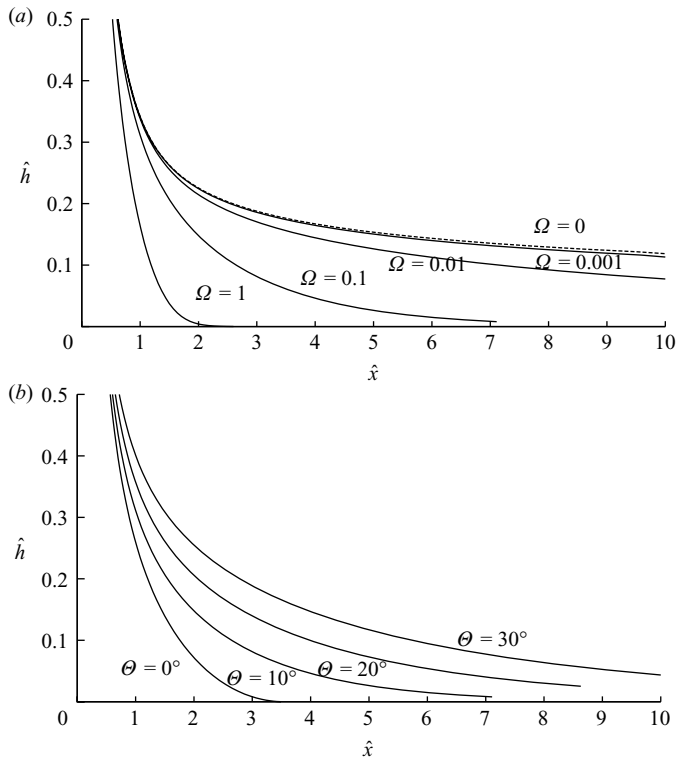 (a)
0.5
0.4
0.3
ĥ
0.2
0.1
0
Ω = 0
Ω = 0.001
Ω = 0.01
Ω = 0.1
Ω = 1
1 2 3 4 5 6 7 8 9 10
x̂
(b)
0.5
0.4
0.3
ĥ
0.2
0.1
0
Θ = 30°
Θ = 0°
Θ = 10°
Θ = 20°
1 2 3 4 5 6 7 8 9 10
x̂